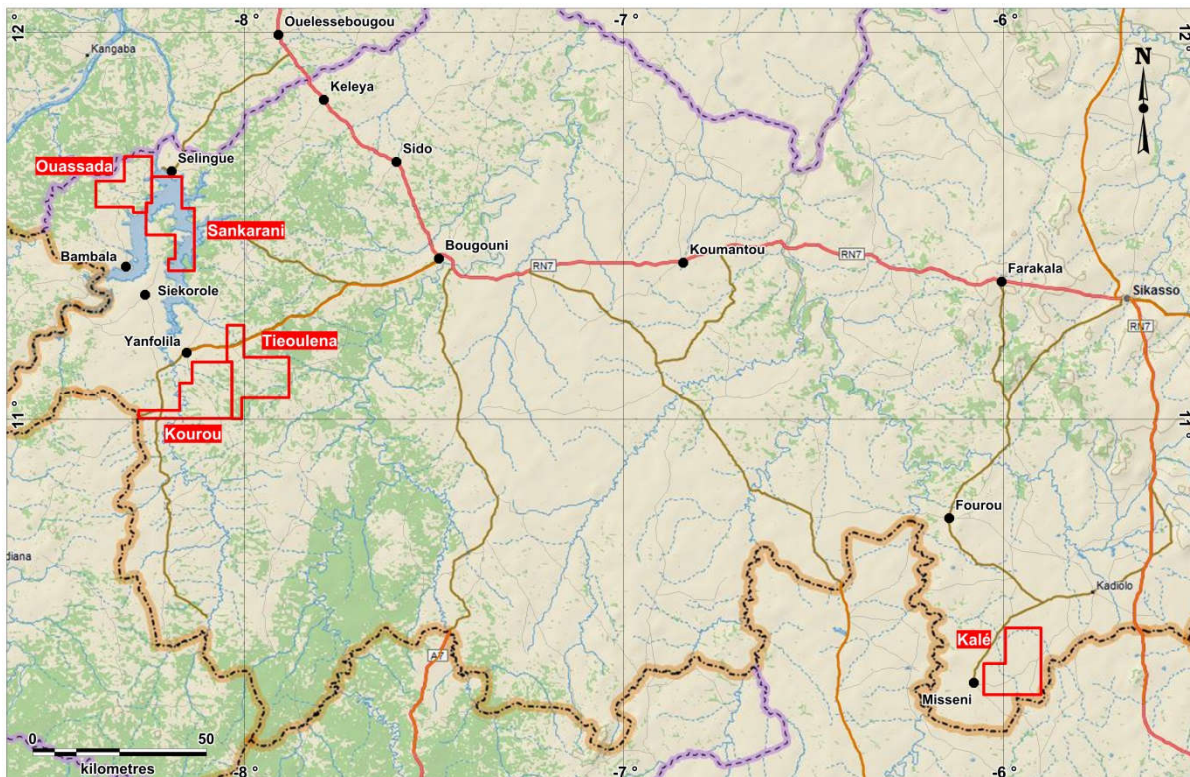 -8 °
Ouelessebougou
-7 °
-6 °
12 °
12 °
Kangaba
Keleya
N
Ouassada
Selingue
Sido
Sankarani
Bambala
Bougouni
Koumantou
RN7
RN7
Farakala
Siekorole
Sikasso
RN7
Yanfolila
Tieoulena
11 °
11 °
Kourou
Fourou
diana
Kadiolo
Kalé
A7
Misseni
0
50
kilometres
-8 °
-7 °
-6 °